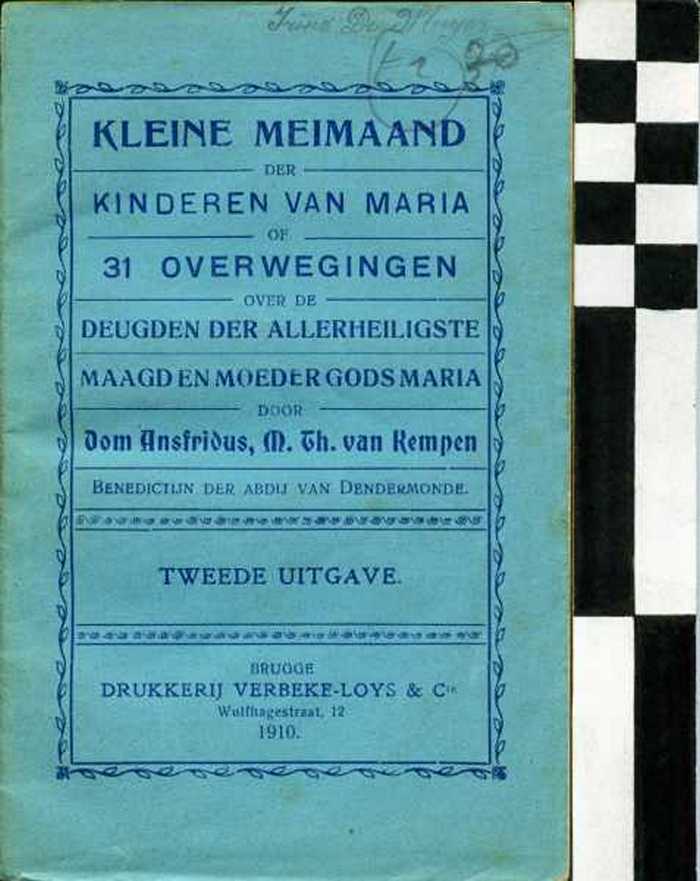 KLEINE MEIMAAND
DER
KINDEREN VAN MARIA
OF
31 OVERWEGINGEN
OVER DE
DEUGDEN DER ALLERHEILIGSTE
MAAGD EN MOEDER GODS MARIA
DOOR
Dom Ansfridus, M. Th. van Kempen
BENEDICTIJN DER ABDIJ VAN DENDERMONDE.
TWEEDE UITGAVE.
BRUGGE
DRUKKERIJ VERBEKE-LOYS & Cie
Wulfhagestraat, 12
1910.